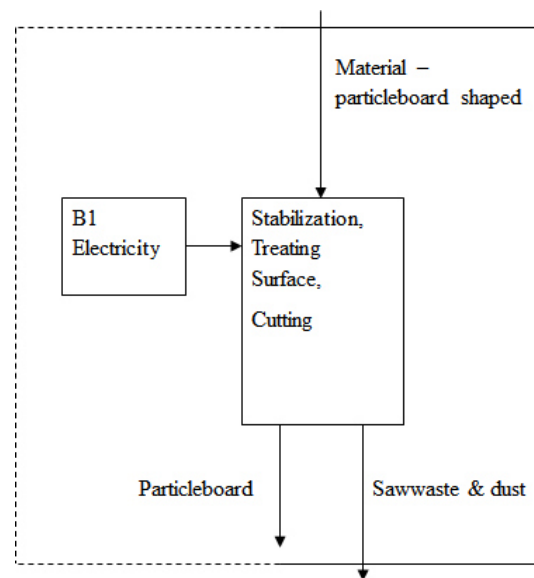 Material –
particleboard shaped
B1
Electricity
Stabilization,
Treating
Surface,
Cutting
Particleboard
Sawwaste & dust